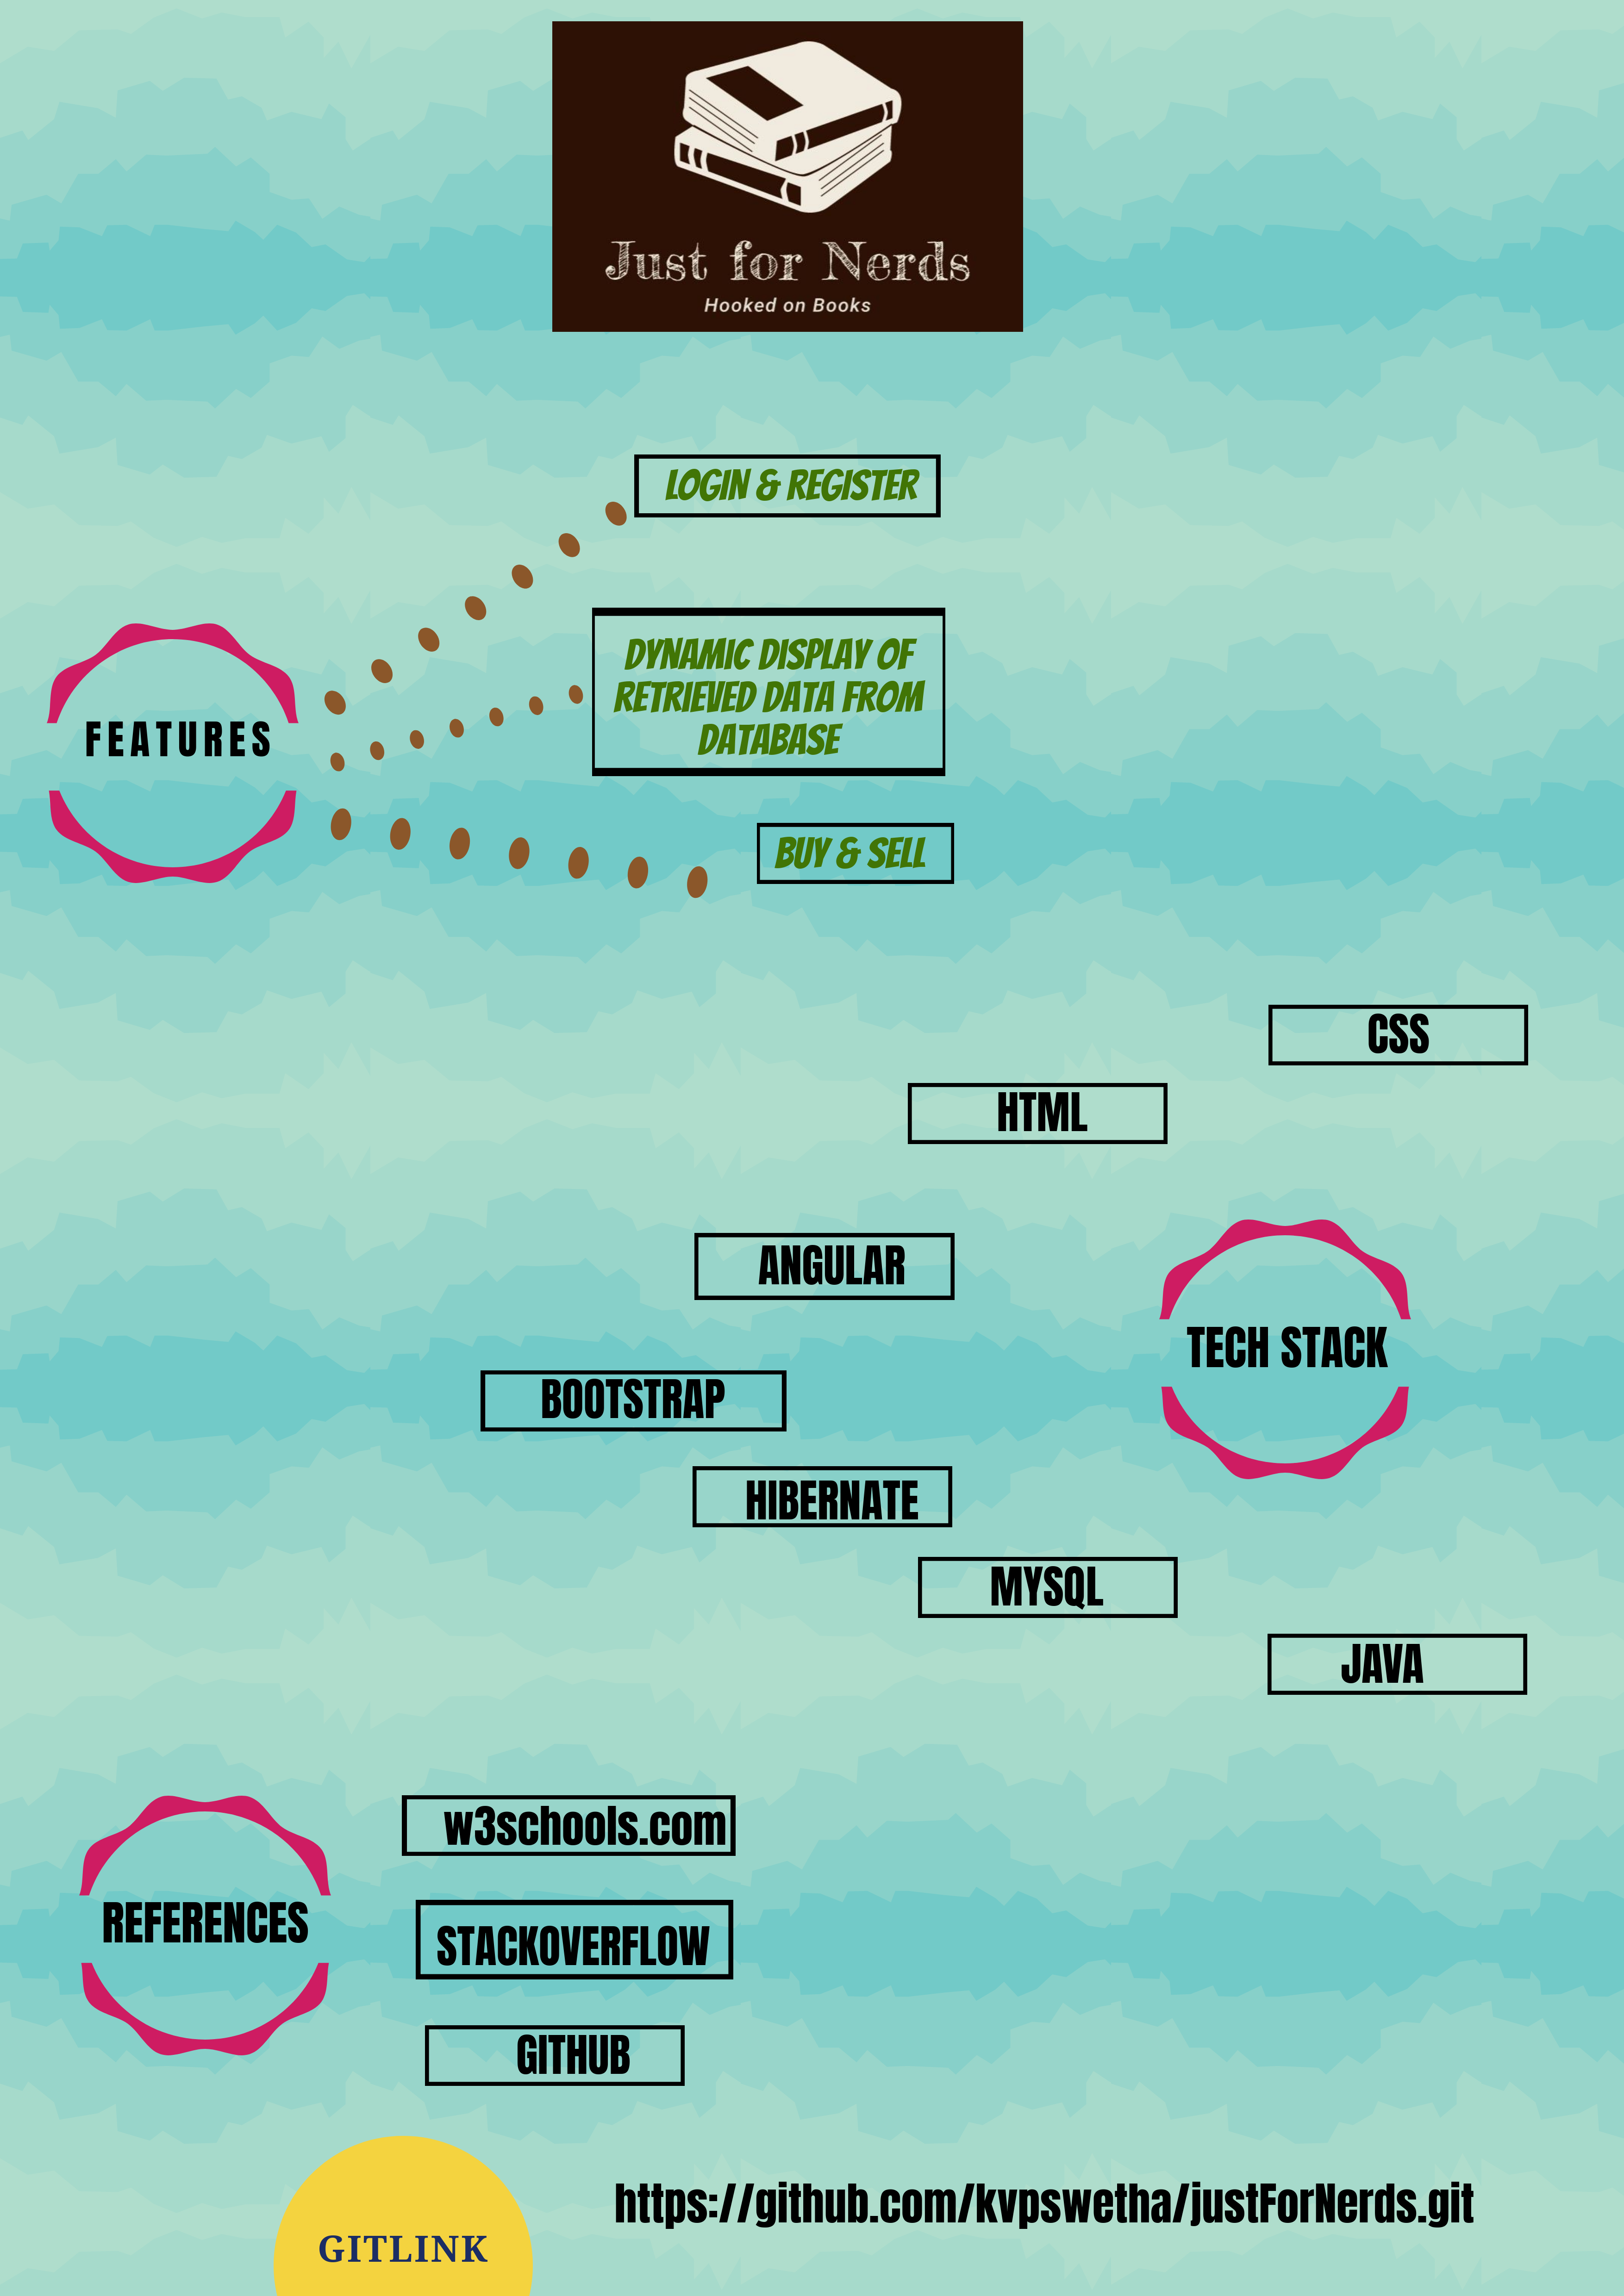 Just for Nerds
Hooked on Books
LOGIN & REGISTER
DYNAMIC DISPLAY OF
RETRIEVED DATA FROM
DATABASE
FEATURES
BUY & SELL
CSS
HTML
ANGULAR
TECH STACK
BOOTSTRAP
HIBERNATE
MYSQL
JAVA
w3schools.com
REFERENCES
STACKOVERFLOW
GITHUB
https://github.com/kvpswetha/justForNerds.git
GITLINK